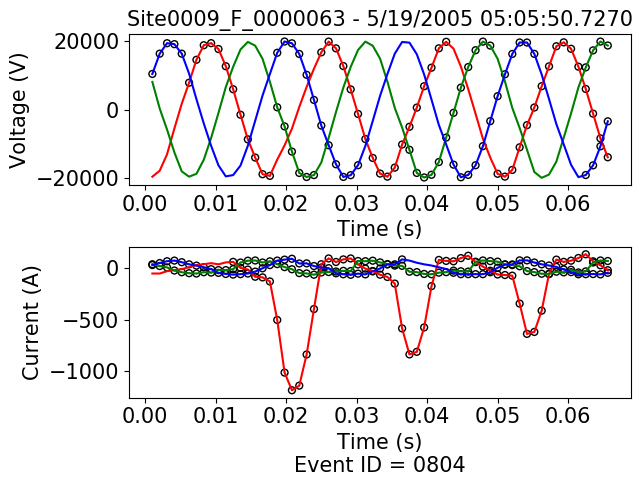 Site0009_F_0000063 - 5/19/2005 05:05:50.7270
20000
0
−20000
Voltage (V)
0.00 0.01 0.02 0.03 0.04 0.05 0.06
Time (s)
0
−500
−1000
Current (A)
0.00 0.01 0.02 0.03 0.04 0.05 0.06
Time (s)
Event ID = 0804